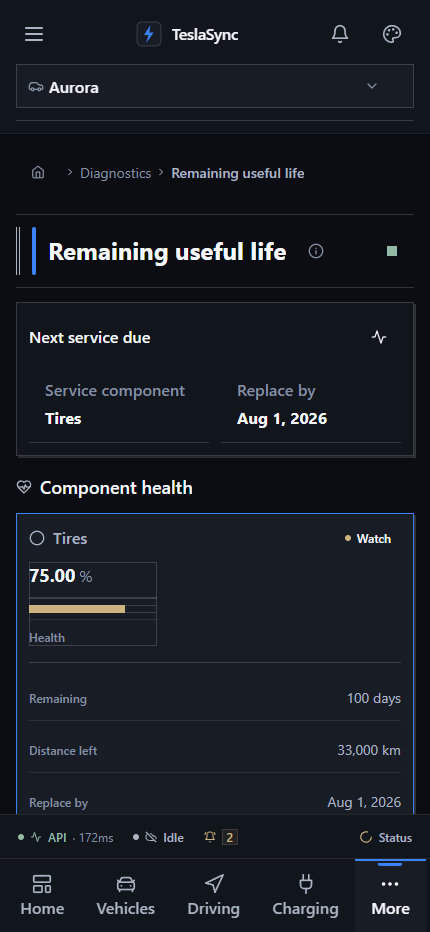 TeslaSync
Aurora
Diagnostics
Remaining useful life
Remaining useful life
Next service due
Service component
Replace by
Tires
Aug 1, 2026
Component health
Tires
Watch
75.00 %
Health
Remaining
100 days
Distance left
33,000 km
Replace by
Aug 1, 2026
API · 172ms
Idle
2
Status
Home
Vehicles
Driving
Charging
More